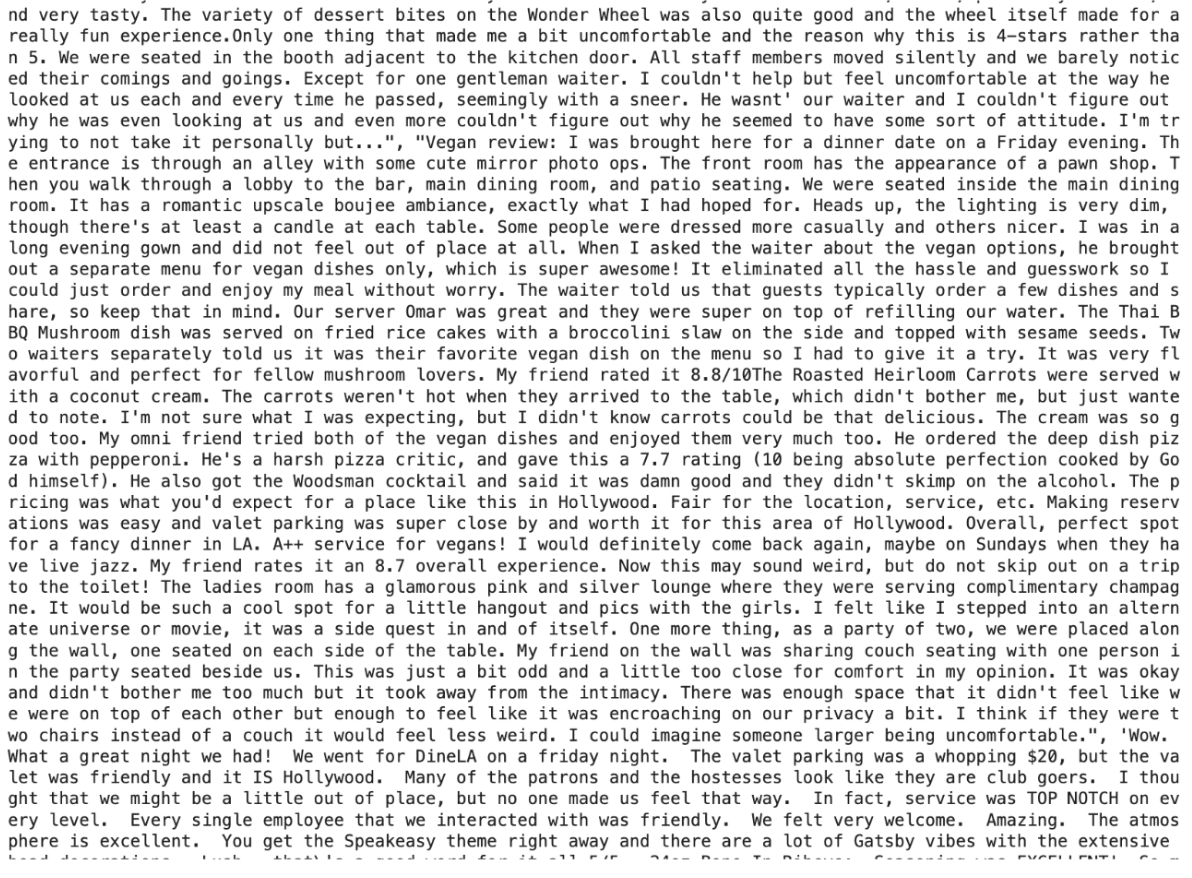 nd very tasty. The variety of dessert bites on the Wonder Wheel was also quite good and the wheel itself made for a
really fun experience.Only one thing that made me a bit uncomfortable and the reason why this is 4-stars rather tha
n 5. We were seated in the booth adjacent to the kitchen door. All staff members moved silently and we barely notic
ed their comings and goings. Except for one gentleman waiter. I couldn't help but feel uncomfortable at the way he
looked at us each and every time he passed, seemingly with a sneer. He wasnt' our waiter and I couldn't figure out
why he was even looking at us and even more couldn't figure out why he seemed to have some sort of attitude. I'm tr
ying to not take it personally but...", "Vegan review: I was brought here for a dinner date on a Friday evening. Th
e entrance is through an alley with some cute mirror photo ops. The front room has the appearance of a pawn shop. T
hen you walk through a lobby to the bar, main dining room, and patio seating. We were seated inside the main dining
room. It has a romantic upscale boujee ambiance, exactly what I had hoped for. Heads up, the lighting is very dim,
though there's at least a candle at each table. Some people were dressed more casually and others nicer. I was in a
long evening gown and did not feel out of place at all. When I asked the waiter about the vegan options, he brought
out a separate menu for vegan dishes only, which is super awesome! It eliminated all the hassle and guesswork so I
could just order and enjoy my meal without worry. The waiter told us that guests typically order a few dishes and s
hare, so keep that in mind. Our server Omar was great and they were super on top of refilling our water. The Thai B
BQ Mushroom dish was served on fried rice cakes with a broccolini slaw on the side and topped with sesame seeds. Tw
o waiters separately told us it was their favorite vegan dish on the menu so I had to give it a try. It was very fl
avorful and perfect for fellow mushroom lovers. My friend rated it 8.8/10The Roasted Heirloom Carrots were served w
ith a coconut cream. The carrots weren't hot when they arrived to the table, which didn't bother me, but just wante
d to note. I'm not sure what I was expecting, but I didn't know carrots could be that delicious. The cream was so g
ood too. My omni friend tried both of the vegan dishes and enjoyed them very much too. He ordered the deep dish piz
za with pepperoni. He's a harsh pizza critic, and gave this a 7.7 rating (10 being absolute perfection cooked by Go
d himself). He also got the Woodsman cocktail and said it was damn good and they didn't skimp on the alcohol. The p
ricing was what you'd expect for a place like this in Hollywood. Fair for the location, service, etc. Making reserv
ations was easy and valet parking was super close by and worth it for this area of Hollywood. Overall, perfect spot
for a fancy dinner in LA. A++ service for vegans! I would definitely come back again, maybe on Sundays when they ha
ve live jazz. My friend rates it an 8.7 overall experience. Now this may sound weird, but do not skip out on a trip
to the toilet! The ladies room has a glamorous pink and silver lounge where they were serving complimentary champag
ne. It would be such a cool spot for a little hangout and pics with the girls. I felt like I stepped into an altern
ate universe or movie, it was a side quest in and of itself. One more thing, as a party of two, we were placed alon
g the wall, one seated on each side of the table. My friend on the wall was sharing couch seating with one person i
n the party seated beside us. This was just a bit odd and a little too close for comfort in my opinion. It was okay
and didn't bother me too much but it took away from the intimacy. There was enough space that it didn't feel like w
e were on top of each other but enough to feel like it was encroaching on our privacy a bit. I think if they were t
wo chairs instead of a couch it would feel less weird. I could imagine someone larger being uncomfortable.", 'Wow.
What a great night we had!  We went for DineLA on a friday night.  The valet parking was a whopping $20, but the va
let was friendly and it IS Hollywood.  Many of the patrons and the hostesses look like they are club goers.  I thou
ght that we might be a little out of place, but no one made us feel that way.  In fact, service was TOP NOTCH on ev
ery level.  Every single employee that we interacted with was friendly.  We felt very welcome.  Amazing.  The atmos
phere is excellent.  You get the Speakeasy theme right away and there are a lot of Gatsby vibes with the extensive